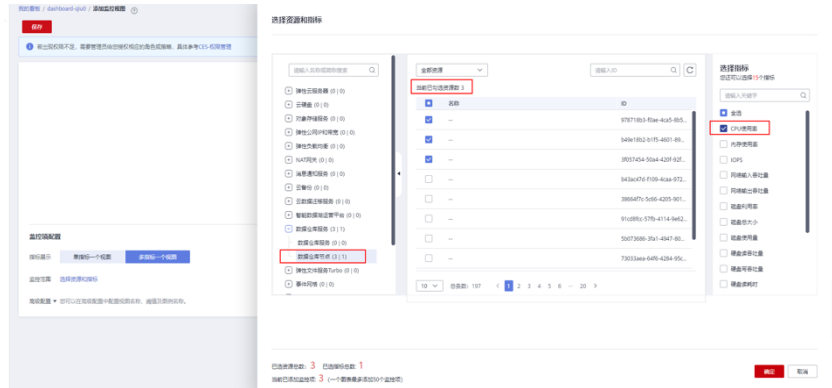 我的看板 / dashboard-qiu0 / 添加监控视图
保存
前主账权限不足，需要管理员给您授权相应的角色或策略，具体参考CES-权限管理
监控项配置
指标展示 单指标一个视图 多指标一个视图
监控范围 选择资源和指标
高级配置 您可以在高级配置中配置视图名称、阈值及图例名称。
选择资源和指标
请输入名称或简称搜索
弹性云服务器 (0 | 0)
云硬盘 (0 | 0)
对象存储服务 (0 | 0)
弹性公网IP和带宽 (0 | 0)
弹性负载均衡 (0 | 0)
NAT网关 (0 | 0)
消息通知服务 (0 | 0)
云备份 (0 | 0)
云数据迁移服务 (0 | 0)
智能数据湖运营平台 (0 | 0)
数据仓库服务 (3 | 1)
数据仓库服务 (0 | 0)
数据仓库节点 (3 | 1)
弹性文件服务Turbo (0 | 0)
事件网格 (0 | 0)
全部资源
请输入ID
当前已勾选资源数 3
名称 ID
-- 978718b3-f0ae-4ca5-8b5...
-- b49e18b2-b1f5-4601-89...
-- 3f057454-50a4-420f-92f...
-- b43ac47d-f109-4caa-972...
-- 38664f7c-5c66-4205-901...
-- 91cd8fbc-57fb-4114-9e62...
-- 5b073686-3fa1-4947-80...
-- 73033aea-64f6-4284-95c...
10 总条数: 197 < 1 2 3 4 5 6 ... 20 >
选择指标
您还可以选择15个指标
请输入关键字
全选
CPU使用率
内存使用率
IOPS
网络输入吞吐量
网络输出吞吐量
磁盘利用率
磁盘总大小
磁盘使用量
硬盘读吞吐量
硬盘写吞吐量
硬盘读耗时
已选资源总数: 3 已选指标总数: 1
当前已添加监控项: 3 (一个图表最多添加50个监控项)
确定 取消